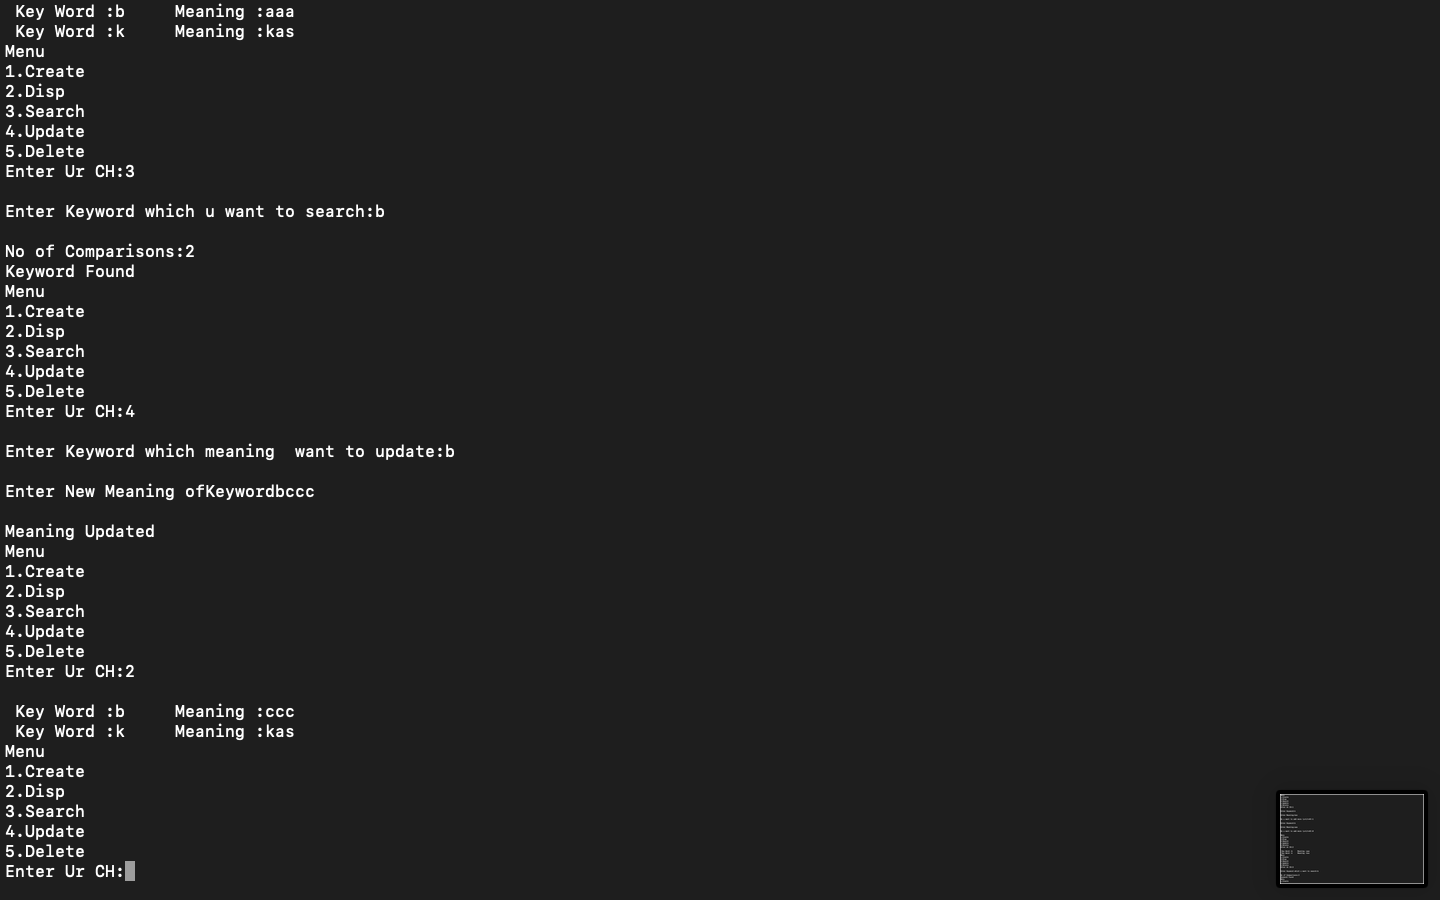 Key Word :b     Meaning :aaa
Key Word :k     Meaning :kas
Menu
1.Create
2.Disp
3.Search
4.Update
5.Delete
Enter Ur CH:3
Enter Keyword which u want to search:b
No of Comparisons:2
Keyword Found
Menu
1.Create
2.Disp
3.Search
4.Update
5.Delete
Enter Ur CH:4
Enter Keyword which meaning  want to update:b
Enter New Meaning ofKeywordbccc
Meaning Updated
Menu
1.Create
2.Disp
3.Search
4.Update
5.Delete
Enter Ur CH:2
Key Word :b     Meaning :ccc
Key Word :k     Meaning :kas
Menu
1.Create
2.Disp
3.Search
4.Update
5.Delete
Enter Ur CH: